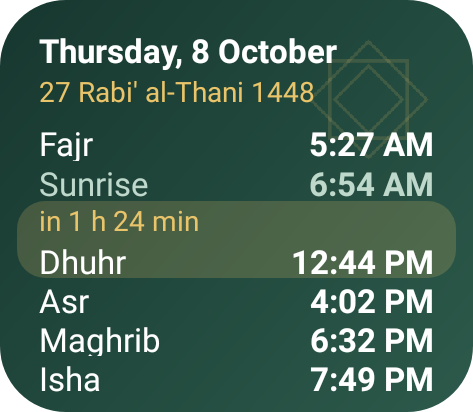 Thursday, 8 October
27 Rabi' al-Thani 1448
Fajr 5:27 AM
Sunrise 6:54 AM
in 1 h 24 min
Dhuhr 12:44 PM
Asr 4:02 PM
Maghrib 6:32 PM
Isha 7:49 PM